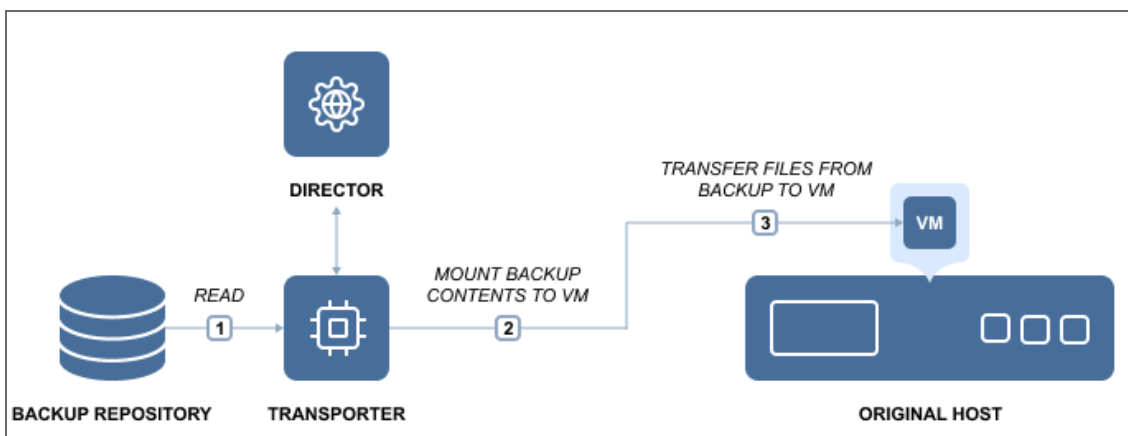 DIRECTOR
TRANSFER FILES FROM
BACKUP TO VM
3
VM
READ
1
MOUNT BACKUP
CONTENTS TO VM
2
BACKUP REPOSITORY
TRANSPORTER
ORIGINAL HOST